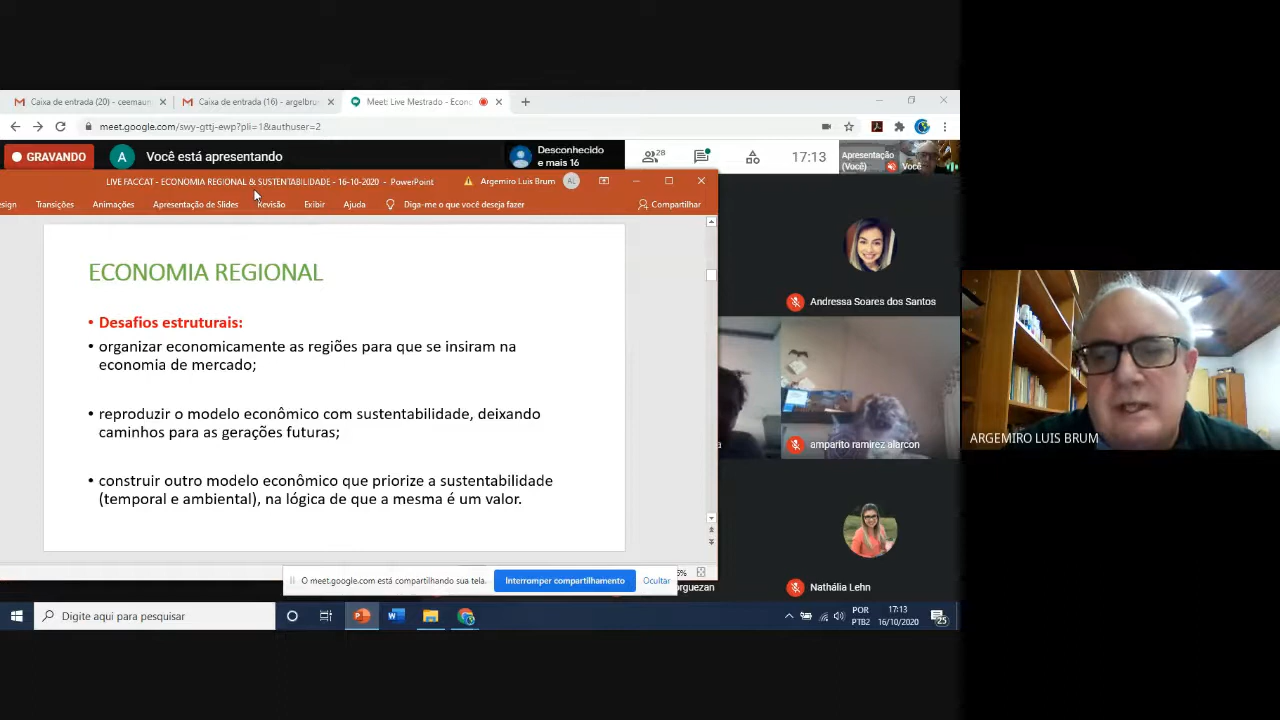 Caixa de entrada (20) - ceemaun
Caixa de entrada (16) - argelbru
Meet: Live Mestrado - Econo
meet.google.com/swy-gttj-ewp?pli=1&authuser=2
GRAVANDO
A
Você está apresentando
Desconhecido
e mais 16
28
17:13
Apresentação
(Você)
Você
LIVE FACCAT - ECONOMIA REGIONAL & SUSTENTABILIDADE - 16-10-2020 - PowerPoint
Argemiro Luis Brum
AL
sign
Transições
Animações
Apresentação de Slides
Revisão
Exibir
Ajuda
Diga-me o que você deseja fazer
Compartilhar
ECONOMIA REGIONAL
• Desafios estruturais:
• organizar economicamente as regiões para que se insiram na
economia de mercado;
• reproduzir o modelo econômico com sustentabilidade, deixando
caminhos para as gerações futuras;
• construir outro modelo econômico que priorize a sustentabilidade
(temporal e ambiental), na lógica de que a mesma é um valor.
Andressa Soares dos Santos
amparito ramirez alarcon
ARGEMIRO LUIS BRUM
Nathália Lehn
O meet.google.com está compartilhando sua tela.
Interromper compartilhamento
Ocultar
Digite aqui para pesquisar
POR
PTB2
17:13
16/10/2020
25